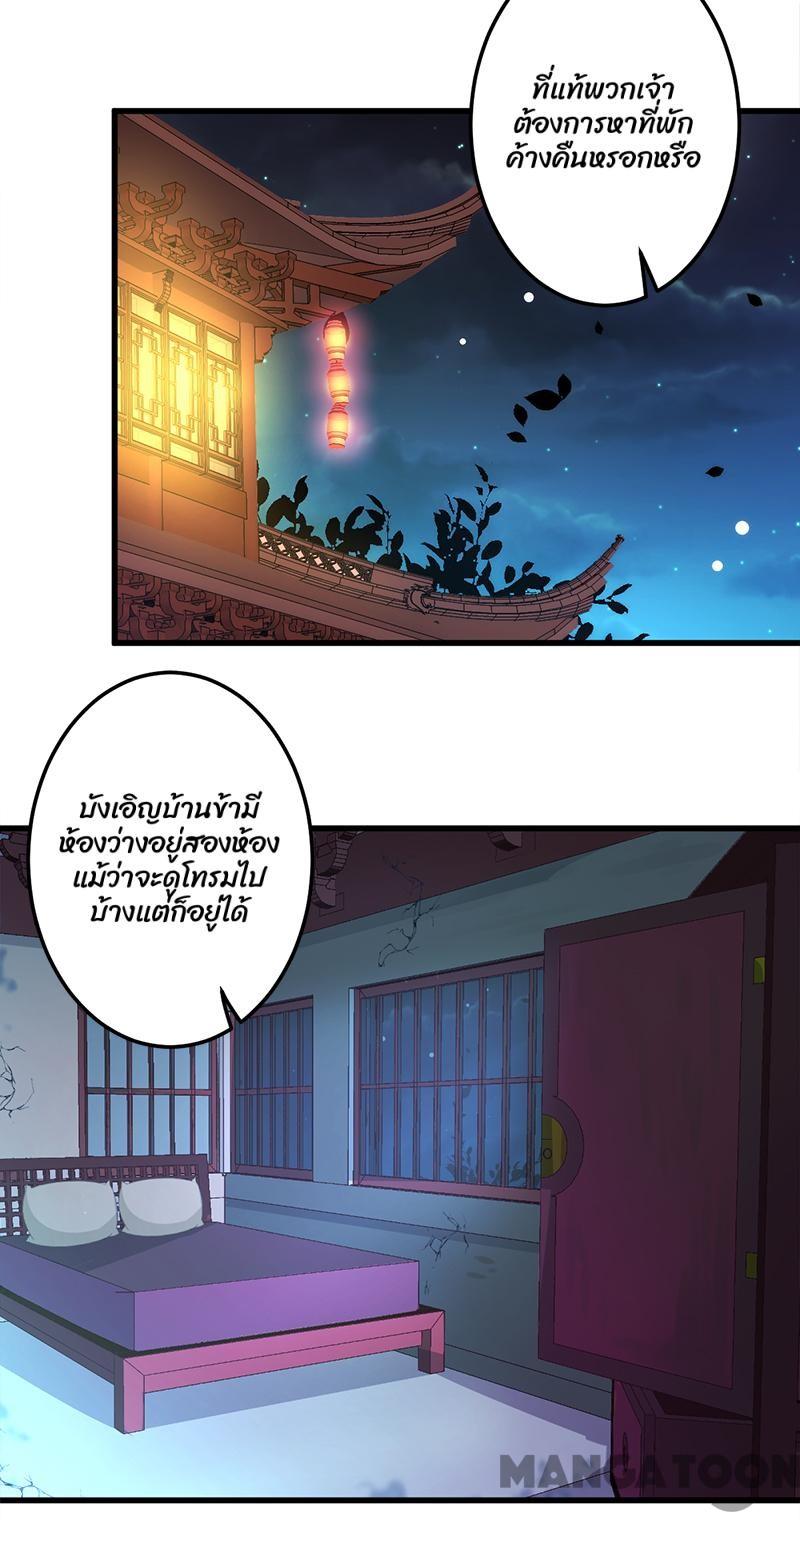 ที่แท้พวกเจ้า
ต้องการหาที่พัก
ค้างคืนหรอกหรือ
บังเอิญบ้านข้ามี
ห้องว่างอยู่สองห้อง
แม้ว่าจะดูโทรมไป
บ้างแต่ก็อยู่ได้
MANGATOON